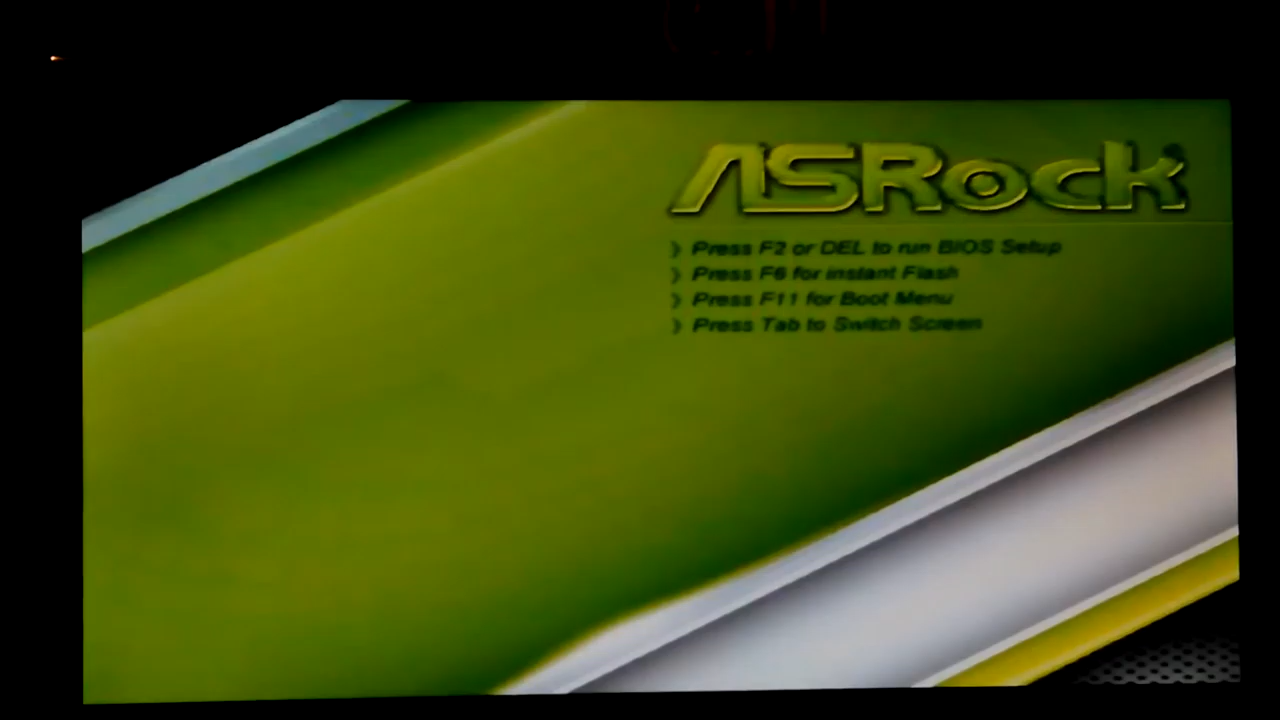 ASRock
Press F2 or DEL to run BIOS Setup
Press F6 for Instant Flash
Press F11 for Boot Menu
Press Tab to Switch Screen